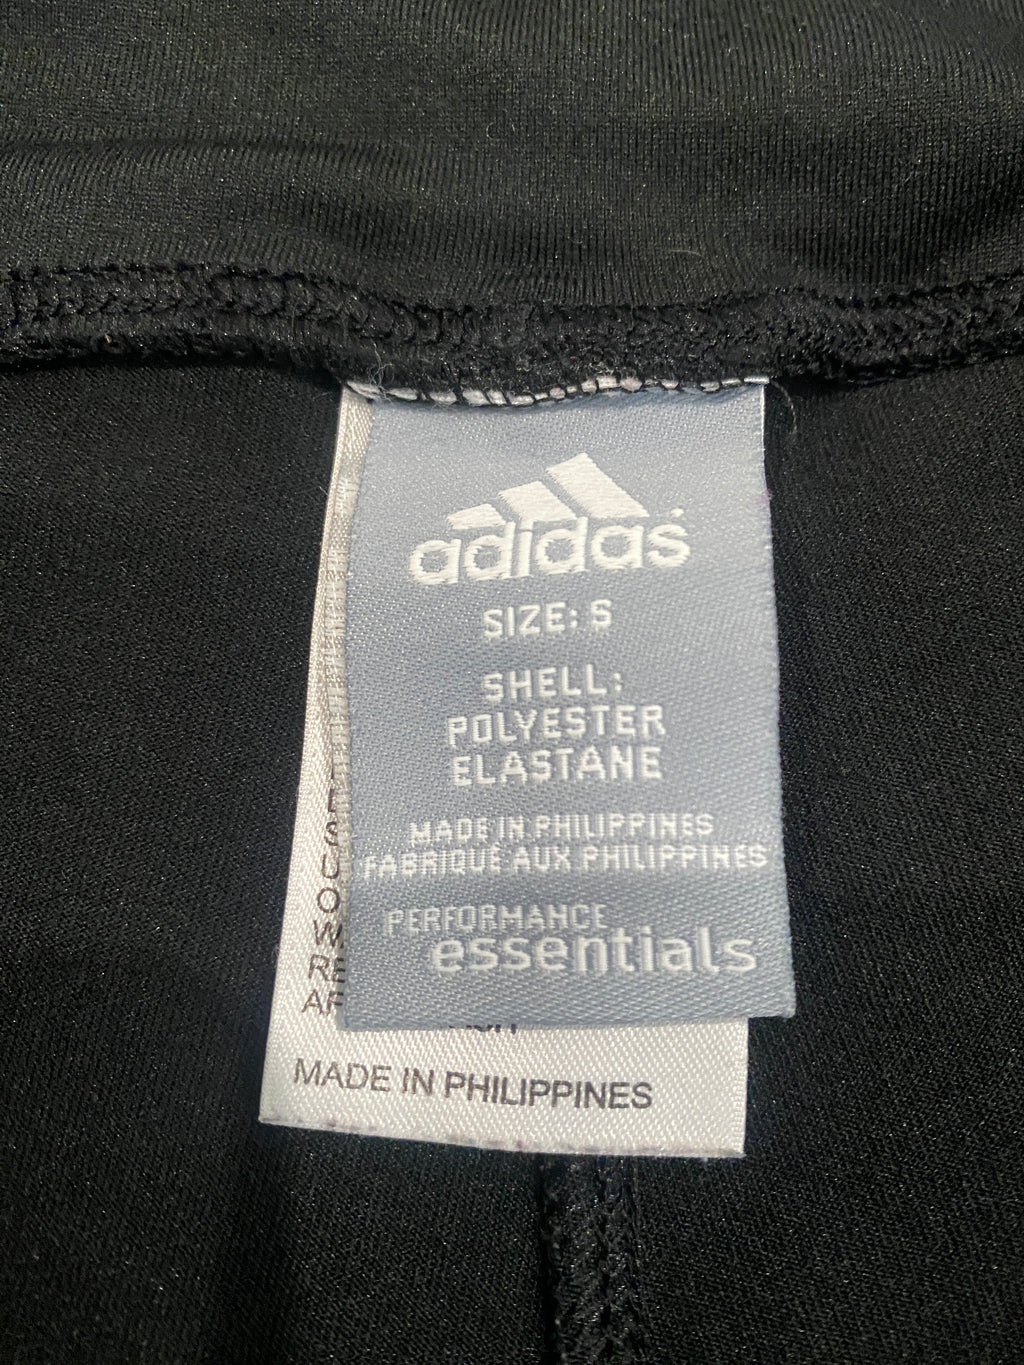 adidas
SIZE: S
SHELL:
POLYESTER
ELASTANE
MADE IN PHILIPPINES
FABRIQUÉ AUX PHILIPPINES
PERFORMANCE
essentials
MADE IN PHILIPPINES